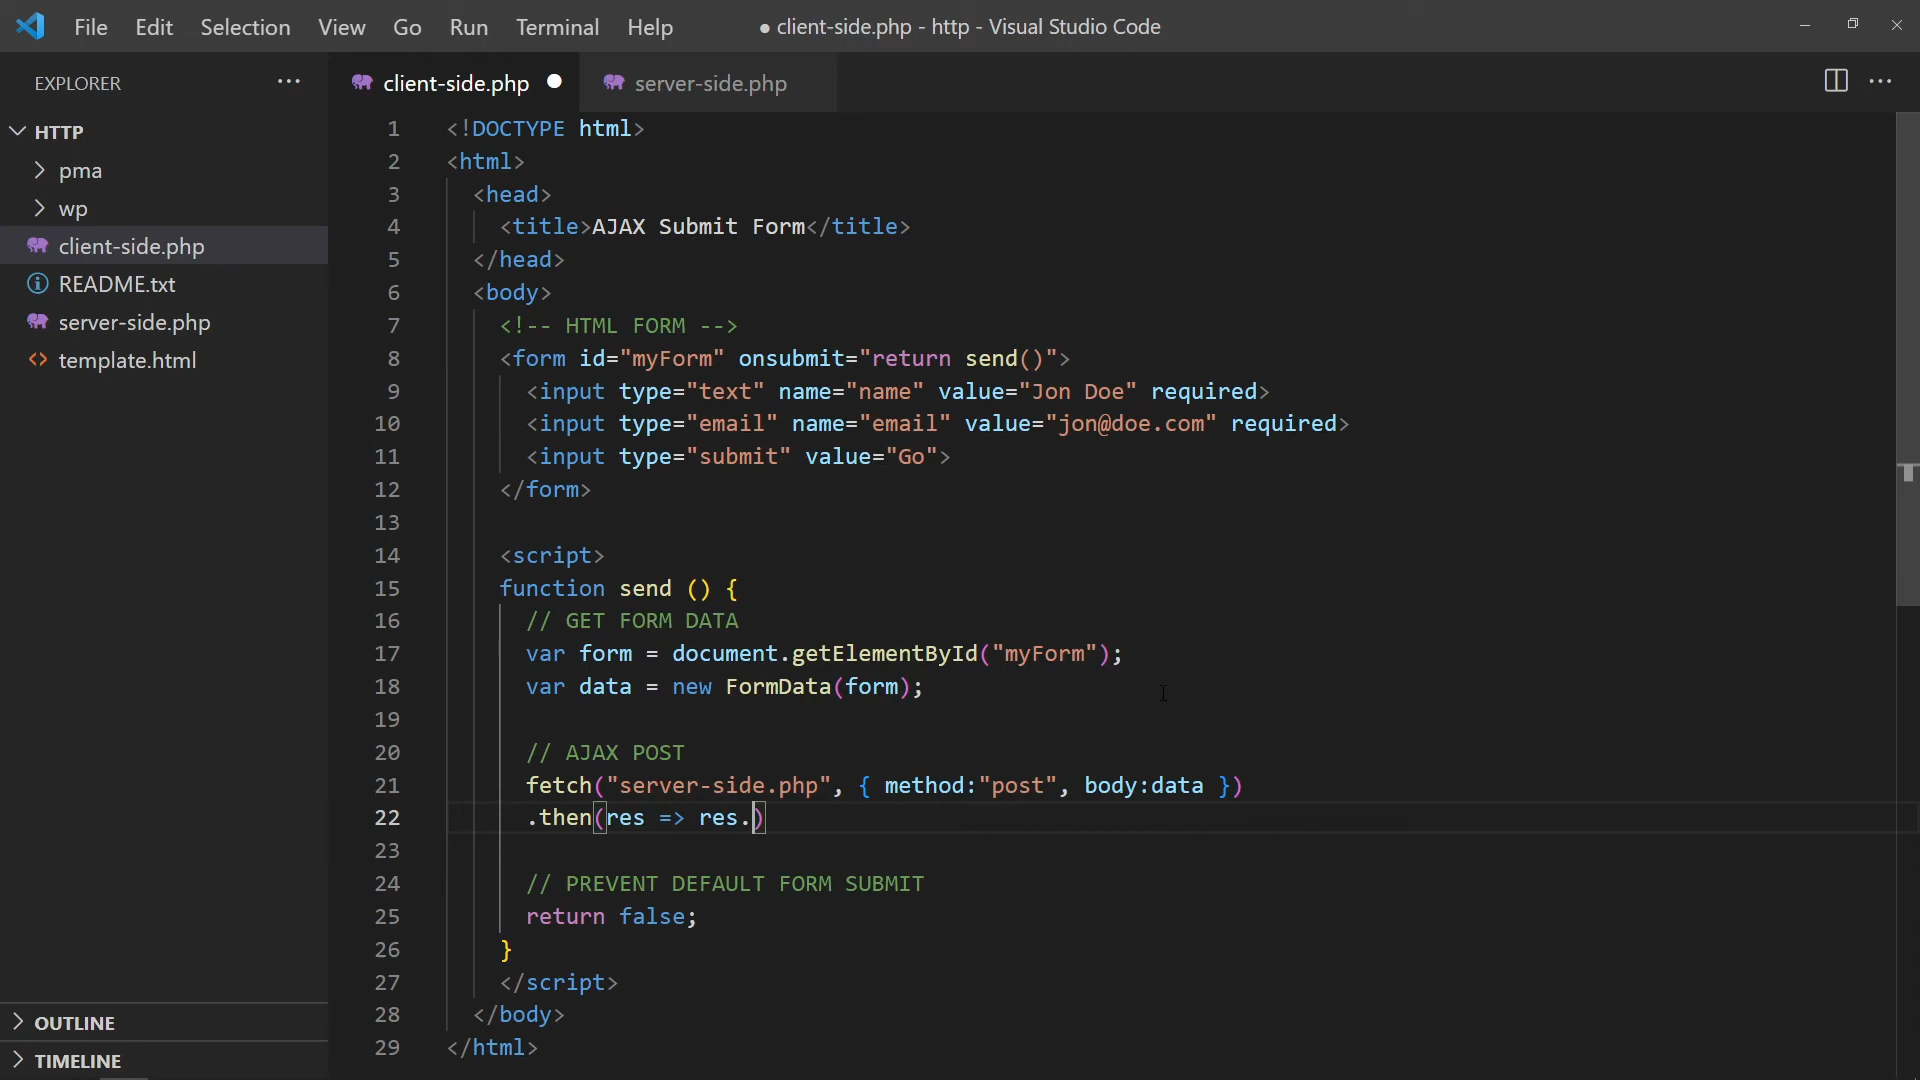 File Edit Selection View Go Run Terminal Help ● client-side.php - http - Visual Studio Code
EXPLORER ···
client-side.php
server-side.php
HTTP
pma
wp
client-side.php
README.txt
server-side.php
template.html
OUTLINE
TIMELINE
1 <!DOCTYPE html>
2 <html>
3 <head>
4 <title>AJAX Submit Form</title>
5 </head>
6 <body>
7 <!-- HTML FORM -->
8 <form id="myForm" onsubmit="return send()">
9 <input type="text" name="name" value="Jon Doe" required>
10 <input type="email" name="email" value="jon@doe.com" required>
11 <input type="submit" value="Go">
12 </form>
13
14 <script>
15 function send () {
16 // GET FORM DATA
17 var form = document.getElementById("myForm");
18 var data = new FormData(form);
19
20 // AJAX POST
21 fetch("server-side.php", { method:"post", body:data })
22 .then(res => res.)
23
24 // PREVENT DEFAULT FORM SUBMIT
25 return false;
26 }
27 </script>
28 </body>
29 </html>